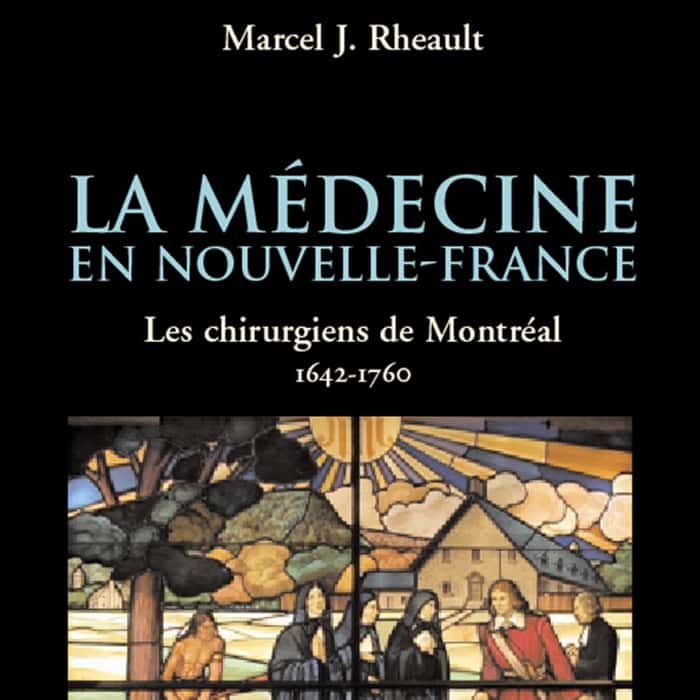 Marcel J. Rheault
LA MÉDECINE
EN NOUVELLE-FRANCE
Les chirurgiens de Montréal
1642-1760